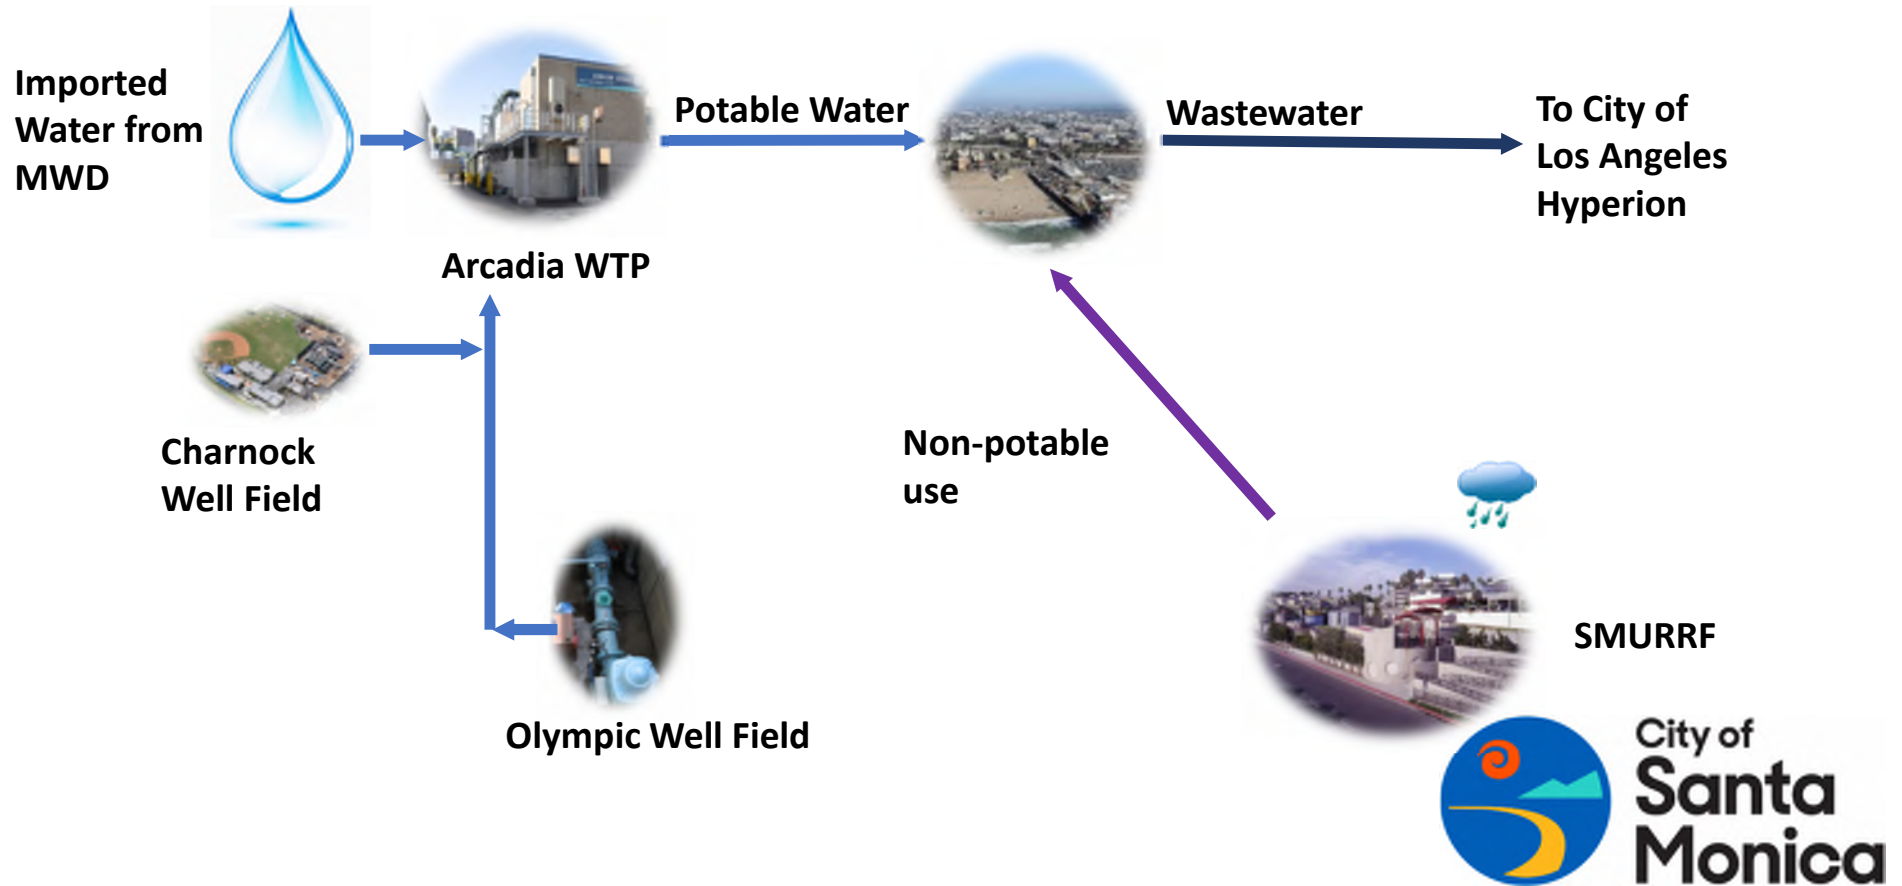 Imported
Water from
MWD
Potable Water
Wastewater
To City of
Los Angeles
Hyperion
Arcadia WTP
Charnock
Well Field
Non-potable
use
SMURRF
Olympic Well Field
City of
Santa
Monica